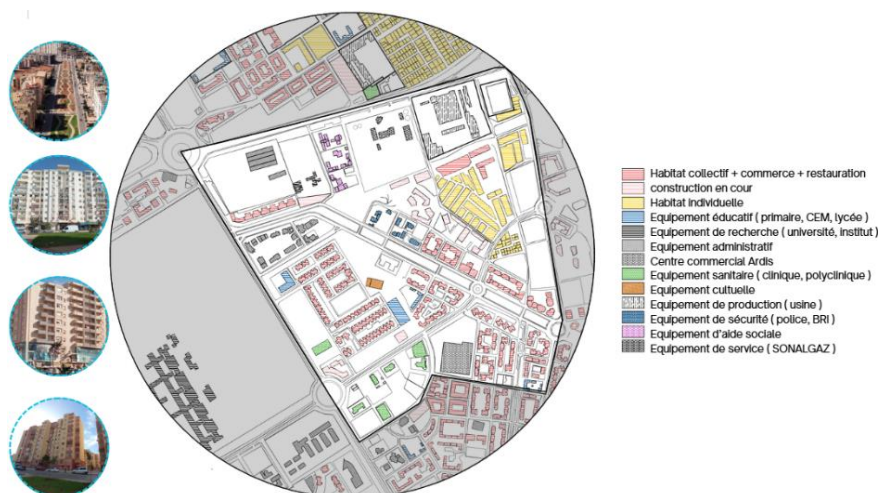 Habitat collectif + commerce + restauration
construction en cour
Habitat individuelle
Equipement éducatif ( primaire, CEM, lycée )
Equipement de recherche ( université, institut )
Equipement administratif
Centre commercial Ardis
Equipement sanitaire ( clinique, polyclinique )
Equipement cultuelle
Equipement de production ( usine )
Equipement de sécurité ( police, BRI )
Equipement d'aide sociale
Equipement de service ( SONALGAZ )